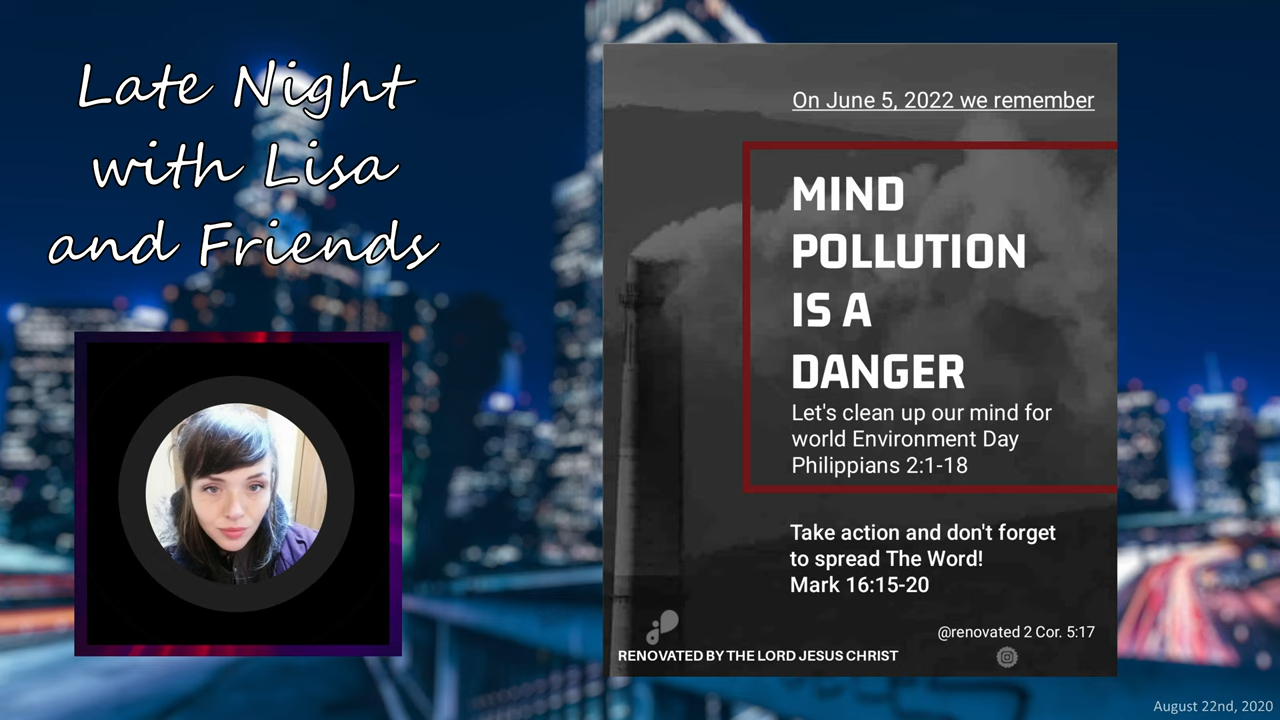 Late Night
with Lisa
and Friends
On June 5, 2022 we remember
MIND
POLLUTION
IS A
DANGER
Let's clean up our mind for
world Environment Day
Philippians 2:1-18
Take action and don't forget
to spread The Word!
Mark 16:15-20
@renovated 2 Cor. 5:17
RENOVATED BY THE LORD JESUS CHRIST
August 22nd, 2020